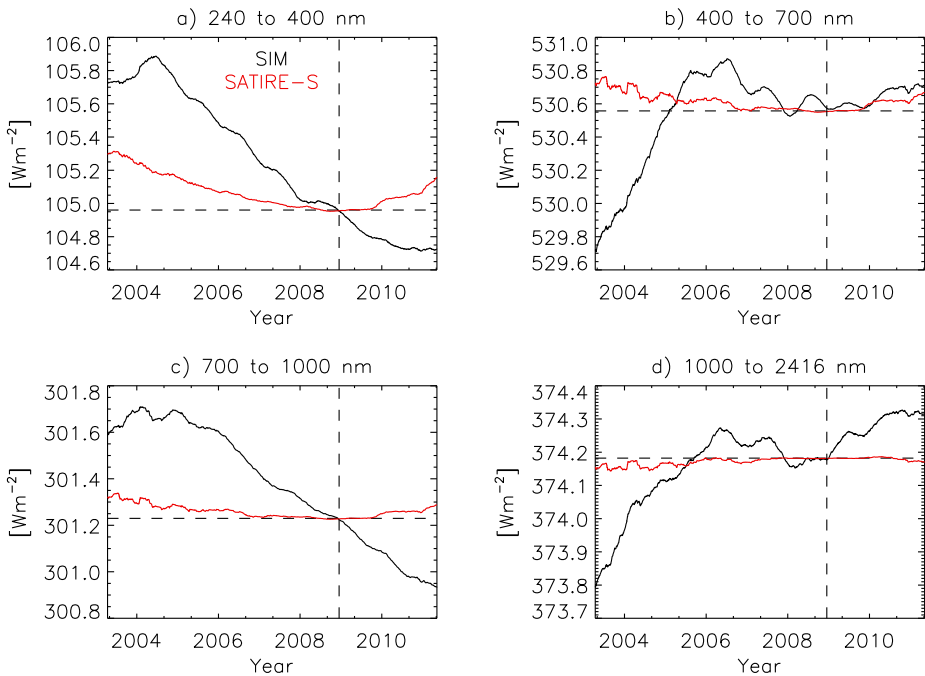 a) 240 to 400 nm
106.0
105.8
105.6
105.4
105.2
105.0
104.8
104.6
[Wm⁻²]
SIM
SATIRE−S
2004 2006 2008 2010
Year
b) 400 to 700 nm
531.0
530.8
530.6
530.4
530.2
530.0
529.8
529.6
[Wm⁻²]
2004 2006 2008 2010
Year
c) 700 to 1000 nm
301.8
301.6
301.4
301.2
301.0
300.8
[Wm⁻²]
2004 2006 2008 2010
Year
d) 1000 to 2416 nm
374.4
374.3
374.2
374.1
374.0
373.9
373.8
373.7
[Wm⁻²]
2004 2006 2008 2010
Year